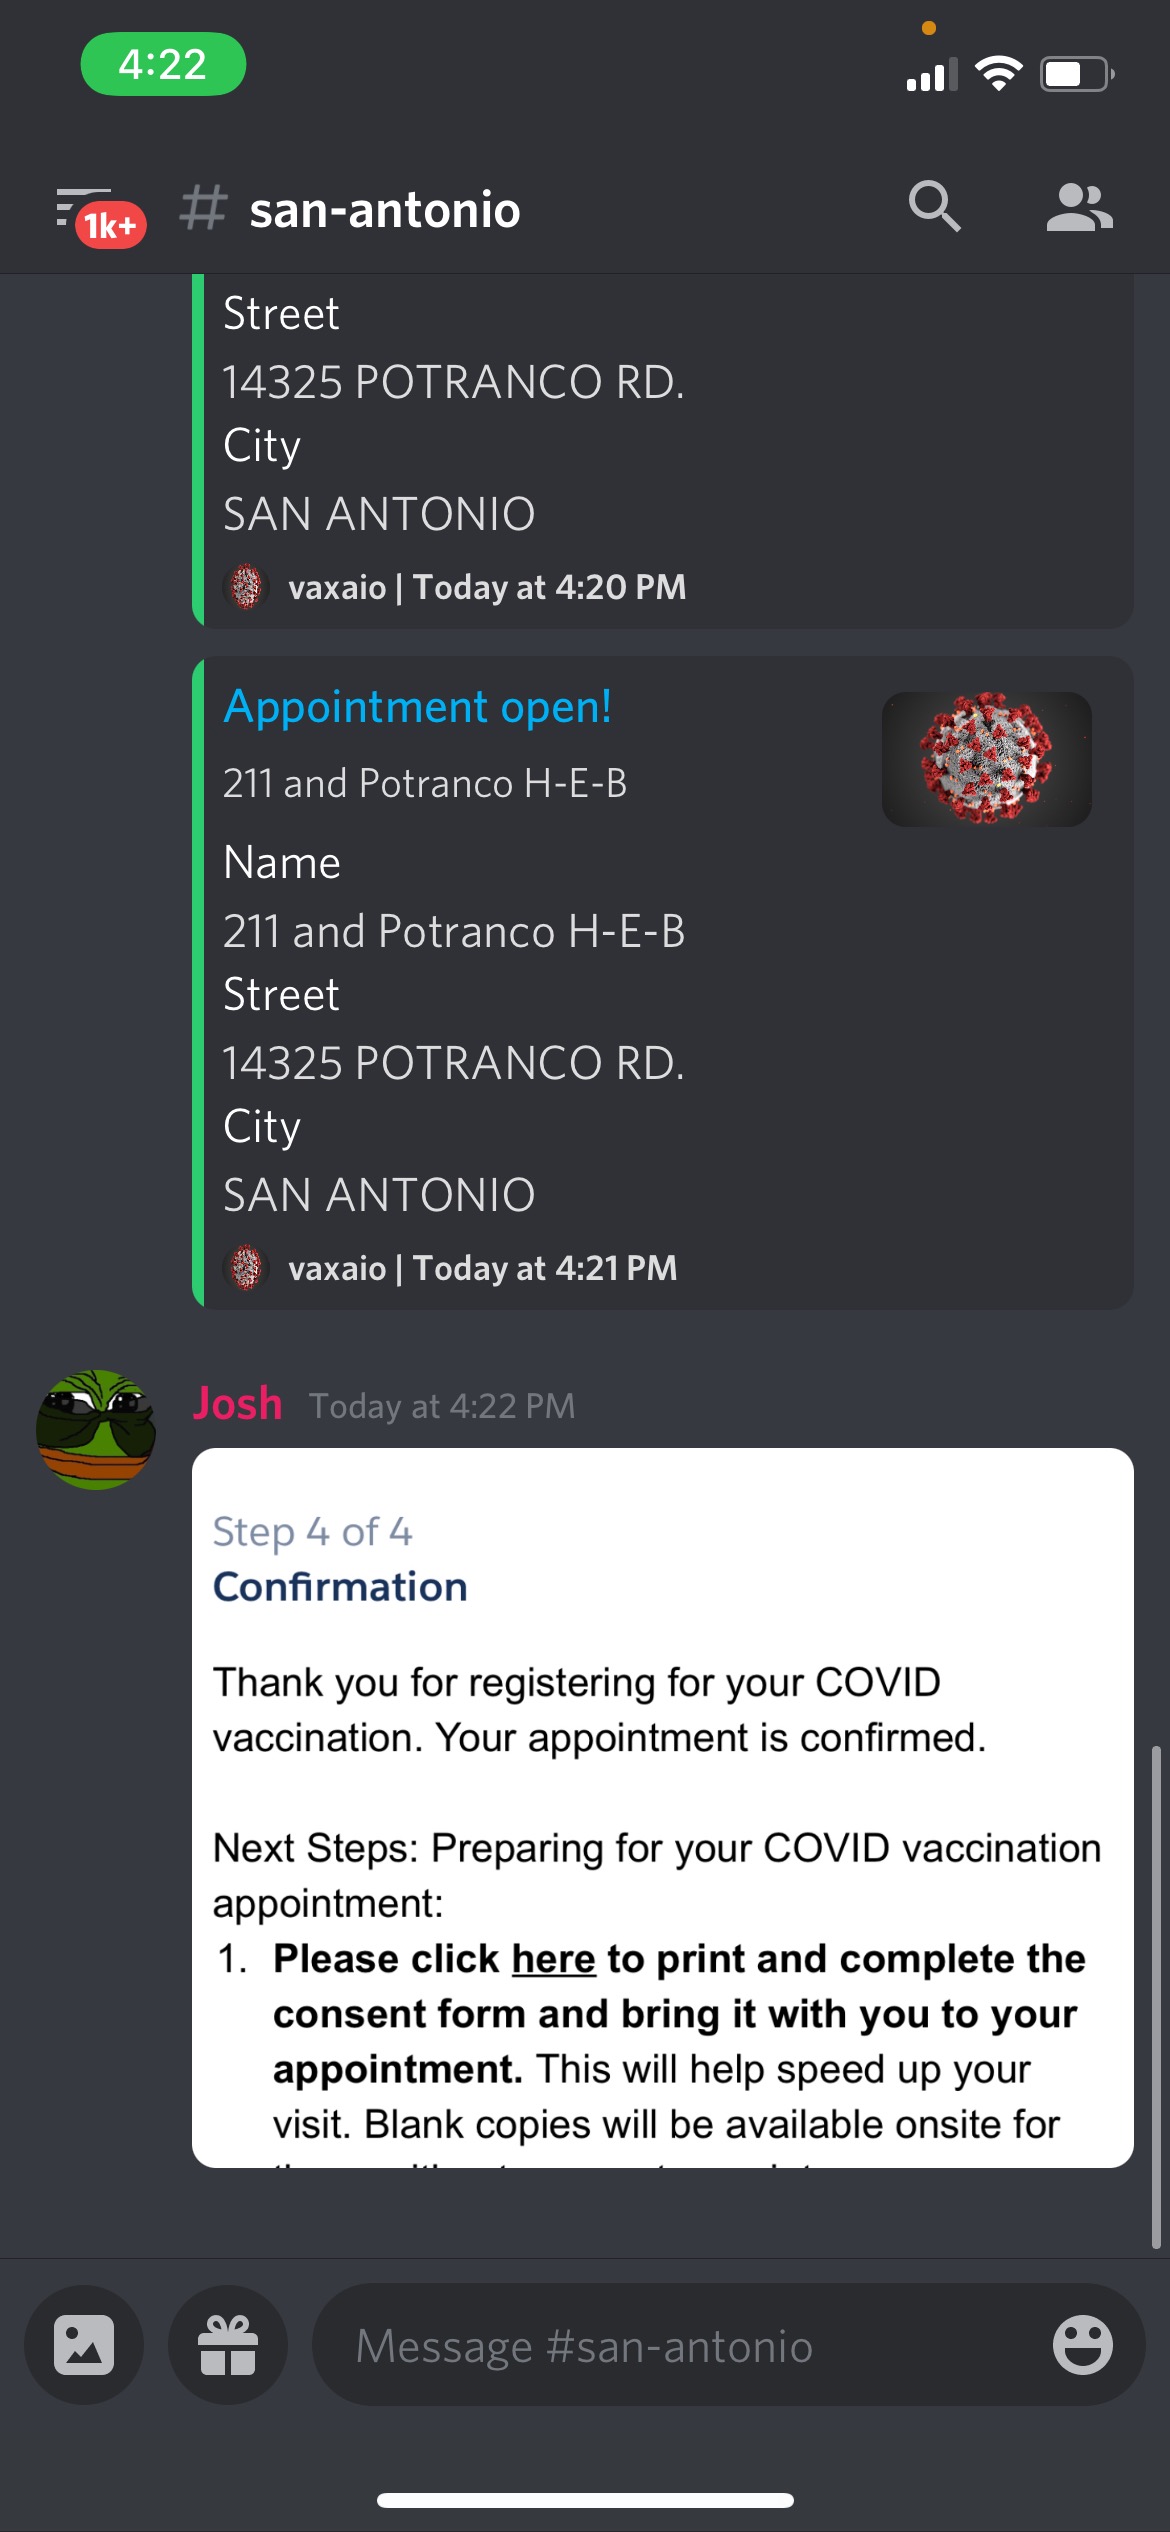 4:22
1k+
# san-antonio
Street
14325 POTRANCO RD.
City
SAN ANTONIO
vaxaio | Today at 4:20 PM
Appointment open!
211 and Potranco H-E-B
Name
211 and Potranco H-E-B
Street
14325 POTRANCO RD.
City
SAN ANTONIO
vaxaio | Today at 4:21 PM
Josh Today at 4:22 PM
Step 4 of 4
Confirmation
Thank you for registering for your COVID
vaccination. Your appointment is confirmed.
Next Steps: Preparing for your COVID vaccination
appointment:
1. Please click here to print and complete the
consent form and bring it with you to your
appointment. This will help speed up your
visit. Blank copies will be available onsite for
Message #san-antonio